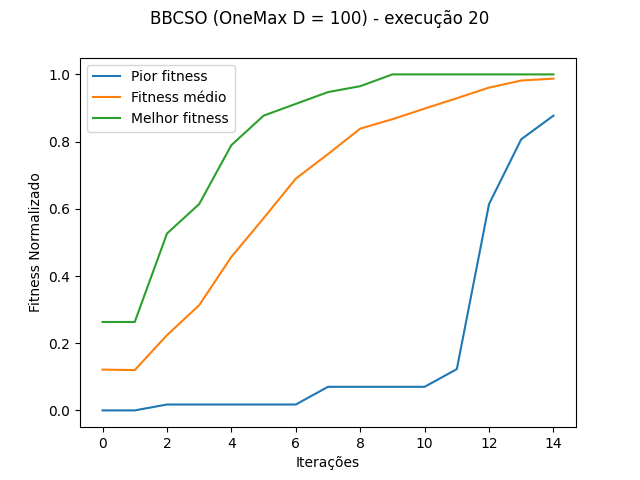 BBCSO (OneMax D = 100) - execução 20
Pior fitness
Fitness médio
Melhor fitness
Fitness Normalizado
1.0
0.8
0.6
0.4
0.2
0.0
0 2 4 6 8 10 12 14
Iterações